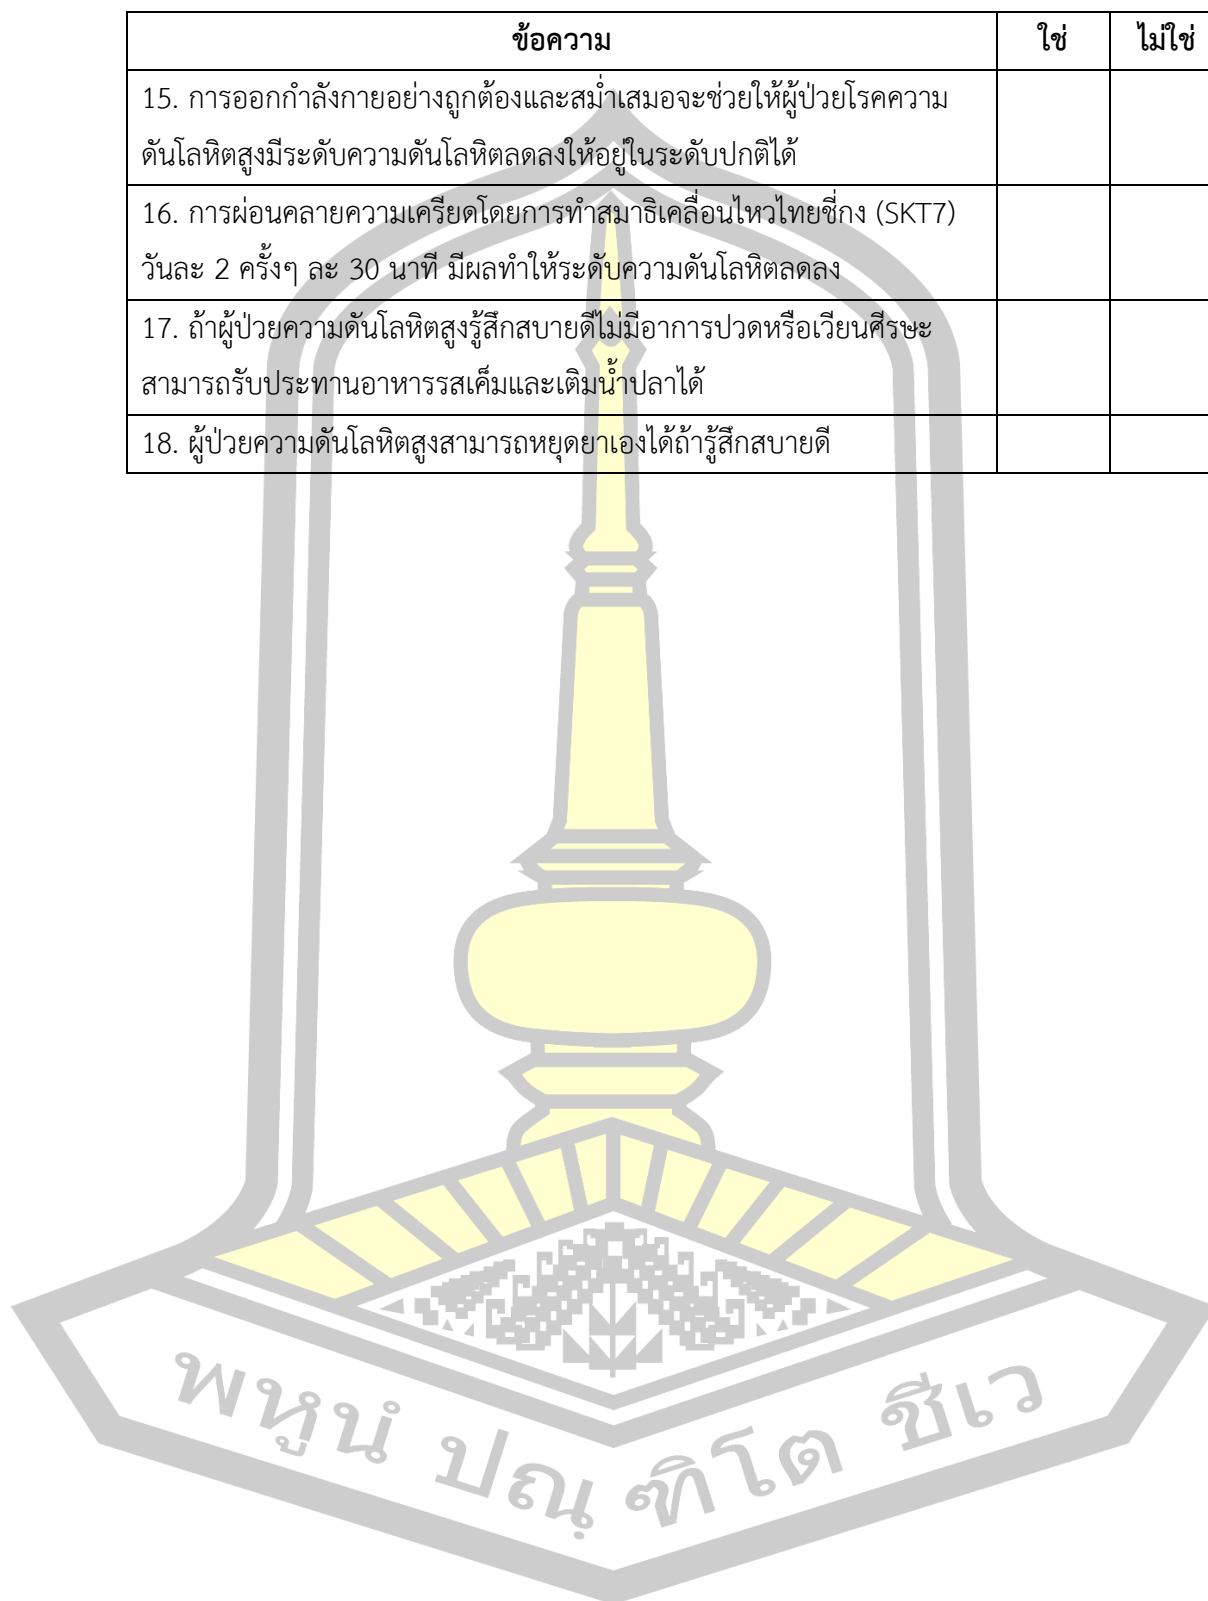 ข้อความ ใช่ ไม่ใช่
15. การออกกำลังกายอย่างถูกต้องและสม่ำเสมอจะช่วยให้ผู้ป่วยโรคความ
ดันโลหิตสูงมีระดับความดันโลหิตลดลงให้อยู่ในระดับปกติได้
16. การผ่อนคลายความเครียดโดยการทำสมาธิเคลื่อนไหวไทยชี่กง (SKT7)
วันละ 2 ครั้งๆ ละ 30 นาที มีผลทำให้ระดับความดันโลหิตลดลง
17. ถ้าผู้ป่วยความดันโลหิตสูงรู้สึกสบายดีไม่มีอาการปวดหรือเวียนศีรษะ
สามารถรับประทานอาหารรสเค็มและเติมน้ำปลาได้
18. ผู้ป่วยความดันโลหิตสูงสามารถหยุดยาเองได้ถ้ารู้สึกสบายดี
พหูนํ ปณฺฑิโต ชีเว